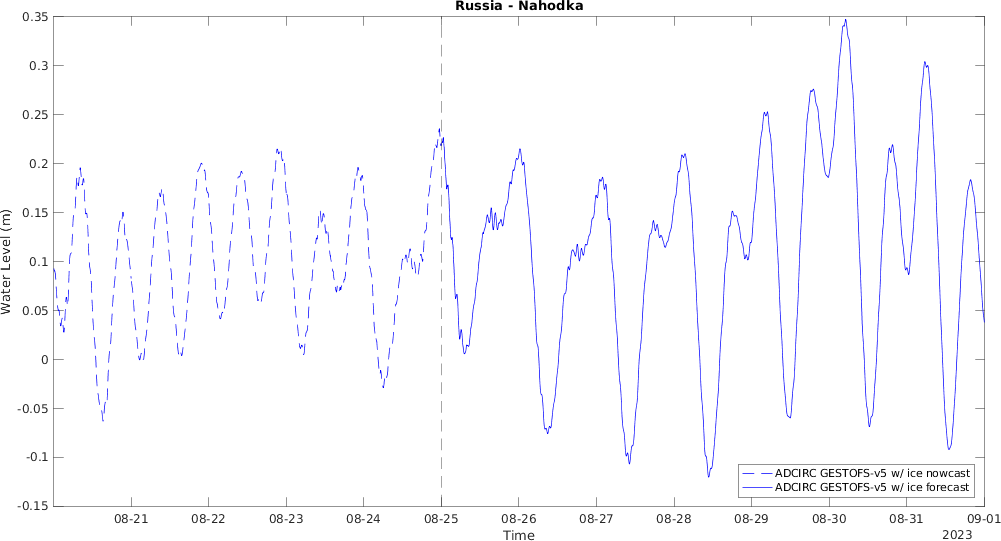 Russia - Nahodka
0.35
0.3
0.25
0.2
0.15
0.1
0.05
0
-0.05
-0.1
-0.15
Water Level (m)
ADCIRC GESTOFS-v5 w/ ice nowcast
ADCIRC GESTOFS-v5 w/ ice forecast
08-21 08-22 08-23 08-24 08-25 08-26 08-27 08-28 08-29 08-30 08-31 09-01
Time
2023